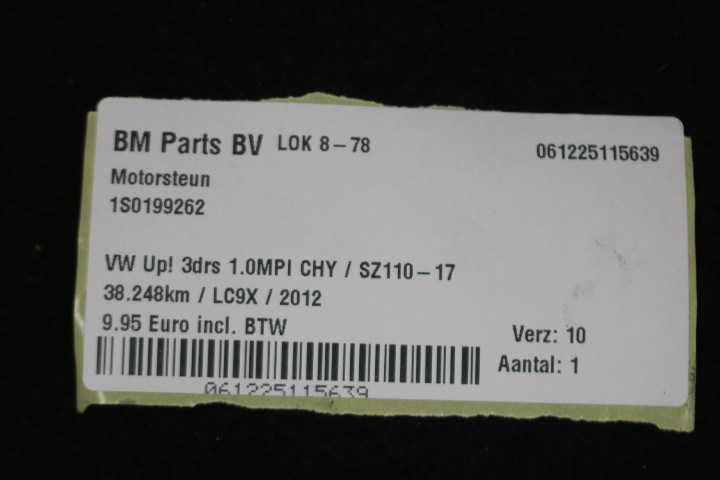 BM Parts BV LOK 8-78 061225115639
Motorsteun
1S0199262
VW Up! 3drs 1.0MPI CHY / SZ110-17
38.248km / LC9X / 2012
9.95 Euro incl. BTW
Verz: 10
Aantal: 1
061225115639